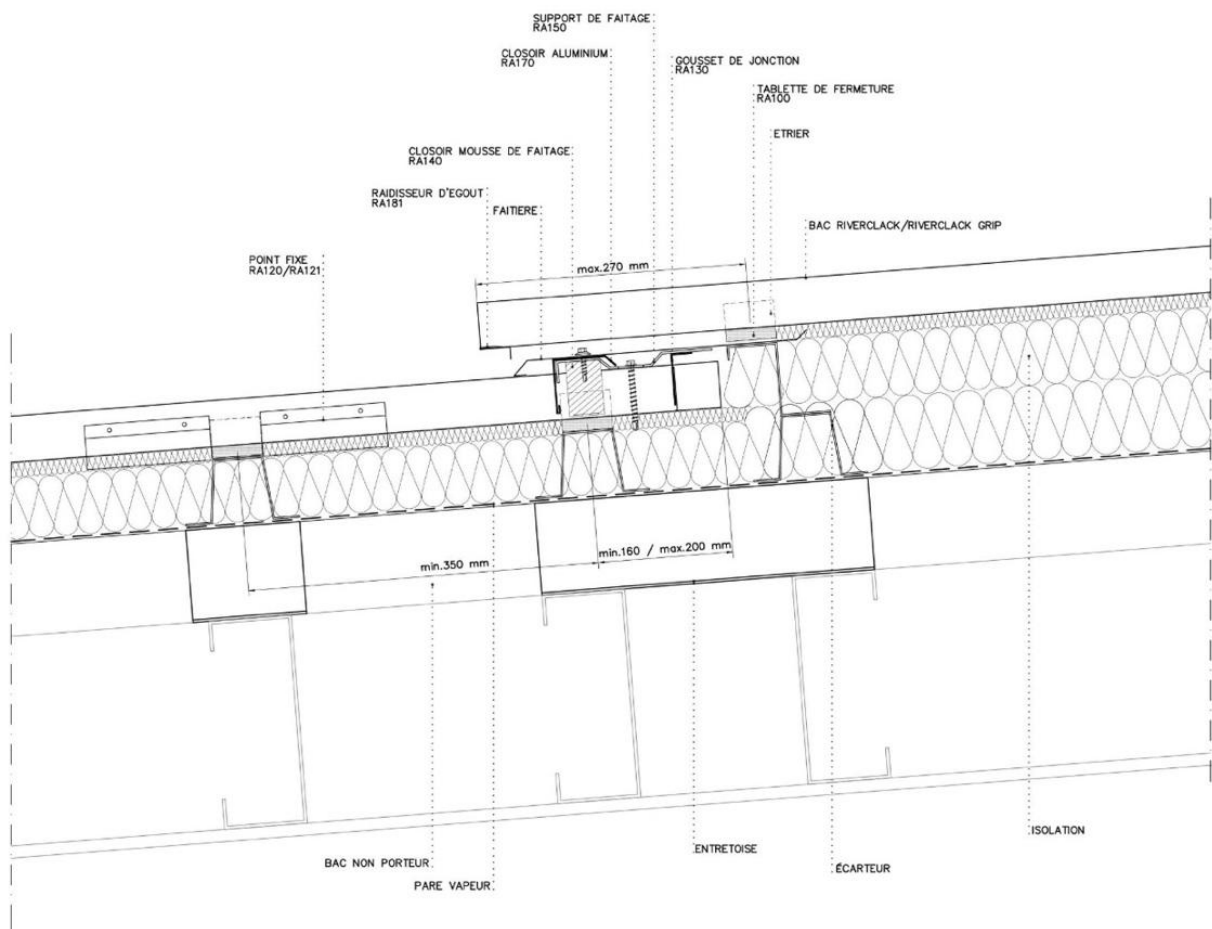 SUPPORT DE FAITAGE
RA150
CLOSOIR ALUMINIUM
RA170
GOUSSET DE JONCTION
RA130
TABLETTE DE FERMETURE
RA100
ETRIER
CLOSOIR MOUSSE DE FAITAGE
RA140
RAIDISSEUR D'EGOUT
RA181
FAITIERE
BAC RIVERCLACK/RIVERCLACK GRIP
POINT FIXE
RA120/RA121
max.270 mm
min.160 / max.200 mm
min.350 mm
ISOLATION
ENTRETOISE
BAC NON PORTEUR
ÉCARTEUR
PARE VAPEUR